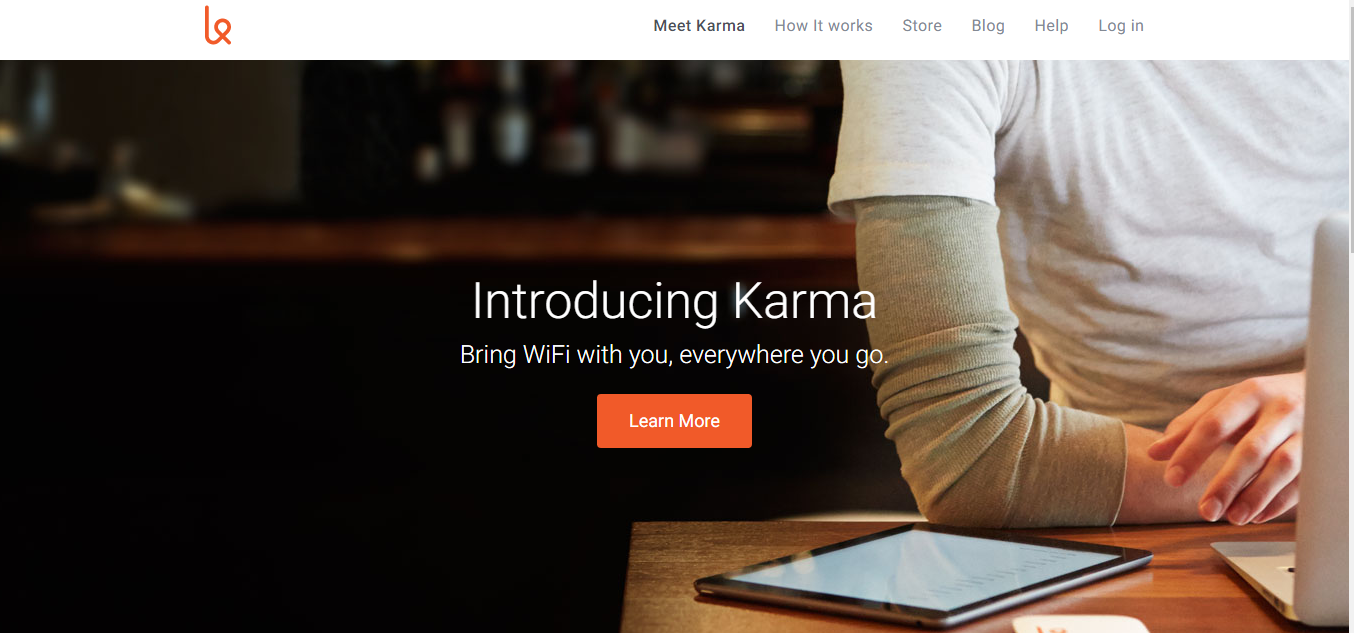 Meet Karma How It works Store Blog Help Log in
Introducing Karma
Bring WiFi with you, everywhere you go.
Learn More